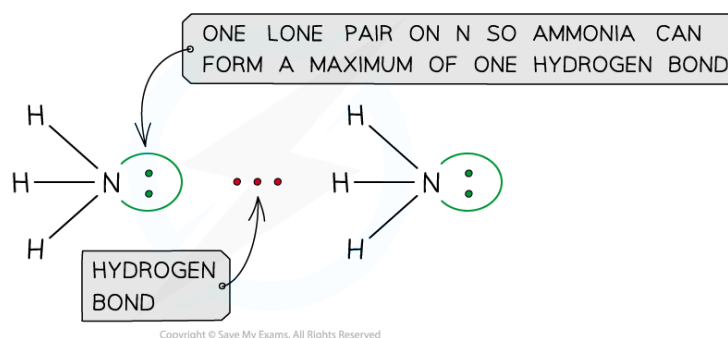 ONE LONE PAIR ON N SO AMMONIA CAN
FORM A MAXIMUM OF ONE HYDROGEN BOND
H
H
H N : ... H N :
H
H
HYDROGEN
BOND
Copyright © Save My Exams. All Rights Reserved